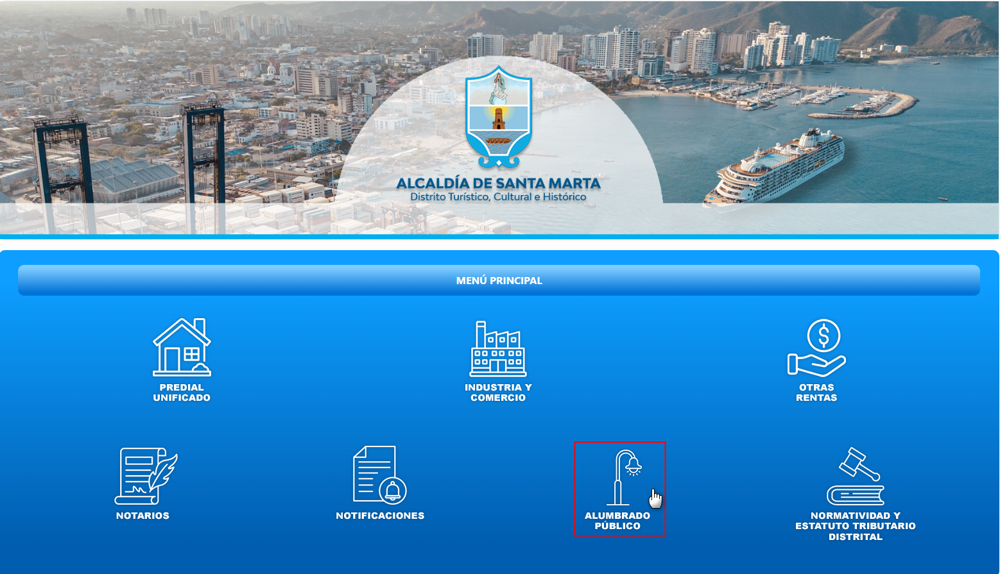 ALCALDÍA DE SANTA MARTA
Distrito Turístico, Cultural e Histórico
MENÚ PRINCIPAL
PREDIAL
UNIFICADO
INDUSTRIA Y
COMERCIO
OTRAS
RENTAS
NOTARIOS
NOTIFICACIONES
ALUMBRADO
PÚBLICO
NORMATIVIDAD Y
ESTATUTO TRIBUTARIO
DISTRITAL